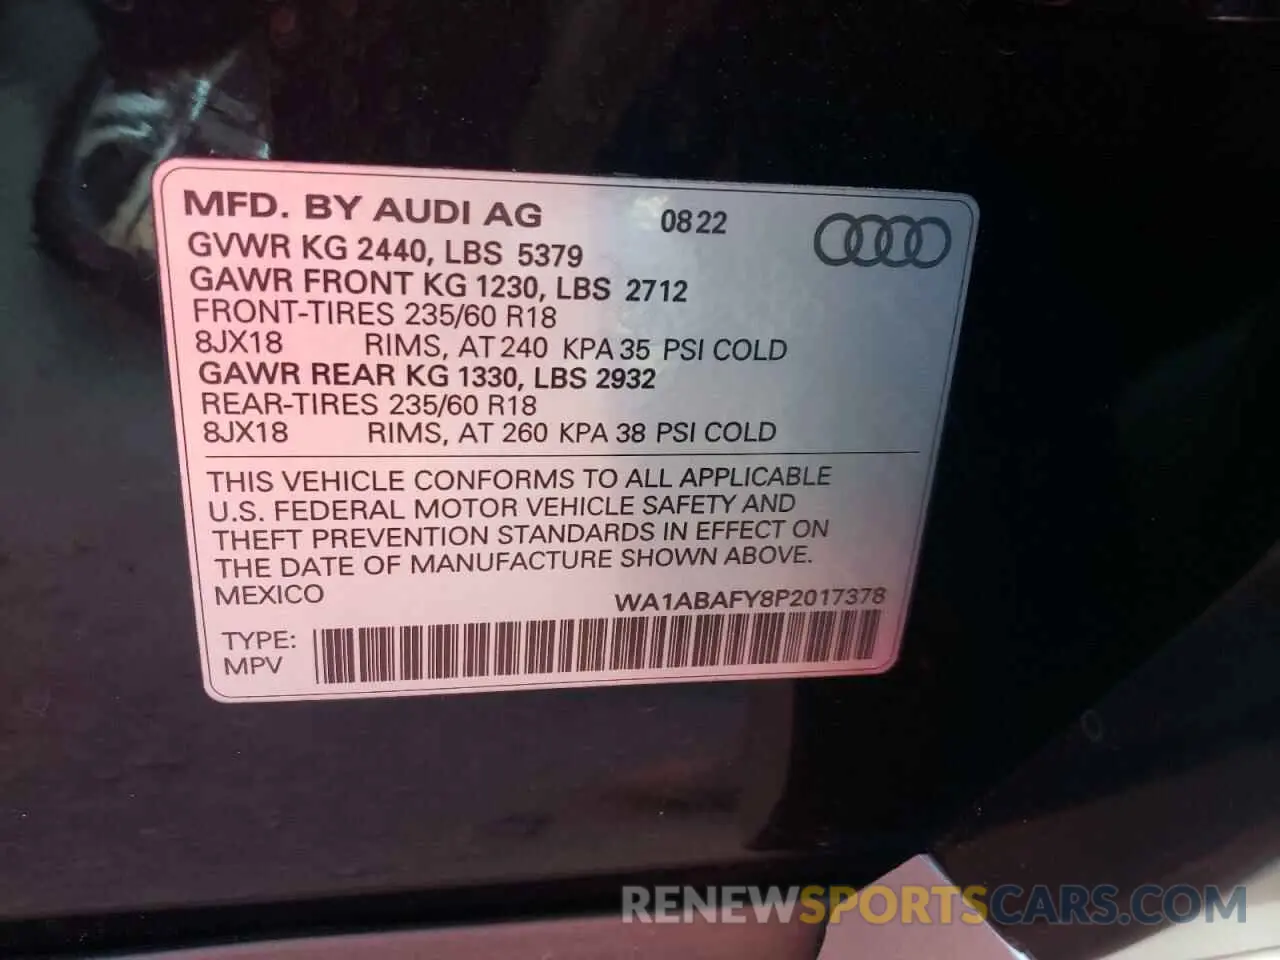 MFD. BY AUDI AG 0822
GVWR KG 2440, LBS 5379
GAWR FRONT KG 1230, LBS 2712
FRONT-TIRES 235/60 R18
8JX18 RIMS, AT 240 KPA 35 PSI COLD
GAWR REAR KG 1330, LBS 2932
REAR-TIRES 235/60 R18
8JX18 RIMS, AT 260 KPA 38 PSI COLD
THIS VEHICLE CONFORMS TO ALL APPLICABLE
U.S. FEDERAL MOTOR VEHICLE SAFETY AND
THEFT PREVENTION STANDARDS IN EFFECT ON
THE DATE OF MANUFACTURE SHOWN ABOVE.
MEXICO
WA1ABAFY8P2017378
TYPE:
MPV
RENEWSPORTSCARS.COM